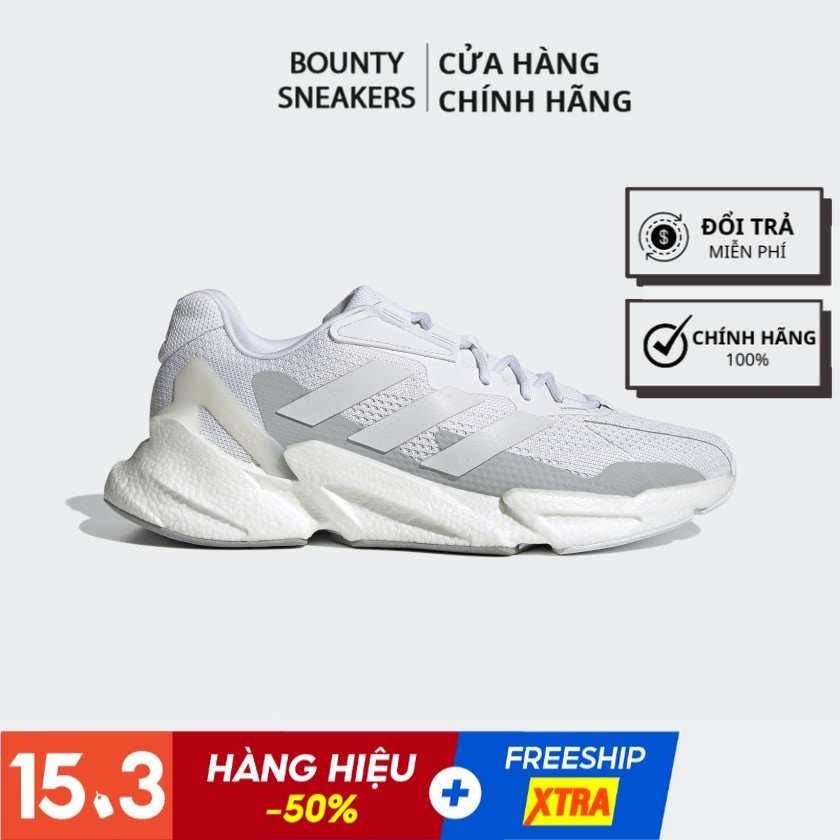 BOUNTY
SNEAKERS
CỬA HÀNG
CHÍNH HÃNG
ĐỔI TRẢ
MIỄN PHÍ
CHÍNH HÃNG
100%
15.3
HÀNG HIỆU
-50%
FREESHIP
XTRA